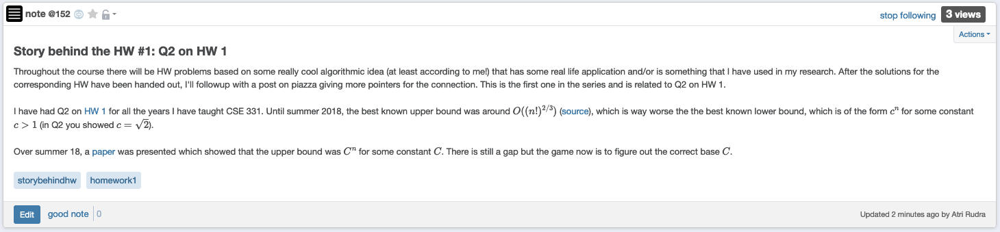 note @152
stop following 3 views
Actions
Story behind the HW #1: Q2 on HW 1
Throughout the course there will be HW problems based on some really cool algorithmic idea (at least according to me!) that has some real life application and/or is something that I have used in my research. After the solutions for the
corresponding HW have been handed out, I'll followup with a post on piazza giving more pointers for the connection. This is the first one in the series and is related to Q2 on HW 1.
I have had Q2 on HW 1 for all the years I have taught CSE 331. Until summer 2018, the best known upper bound was around O((n!)^{2/3}) (source), which is way worse the the best known lower bound, which is of the form c^n for some constant
c > 1 (in Q2 you showed c = √2).
Over summer 18, a paper was presented which showed that the upper bound was C^n for some constant C. There is still a gap but the game now is to figure out the correct base C.
storybehindhw homework1
Edit good note 0
Updated 2 minutes ago by Atri Rudra